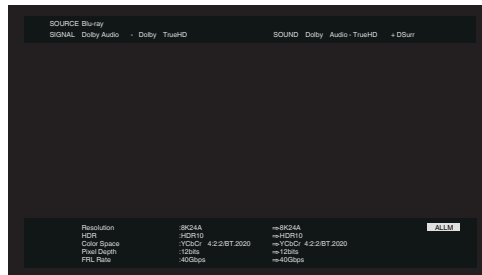 SOURCE Blu-ray
SIGNAL Dolby Audio - Dolby TrueHD SOUND Dolby Audio - TrueHD + DSurr
Resolution :8K24A ⇒8K24A ALLM
HDR :HDR10 ⇒HDR10
Color Space :YCbCr 4:2:2/BT.2020 ⇒YCbCr 4:2:2/BT.2020
Pixel Depth :12bits ⇒12bits
FRL Rate :40Gbps ⇒40Gbps